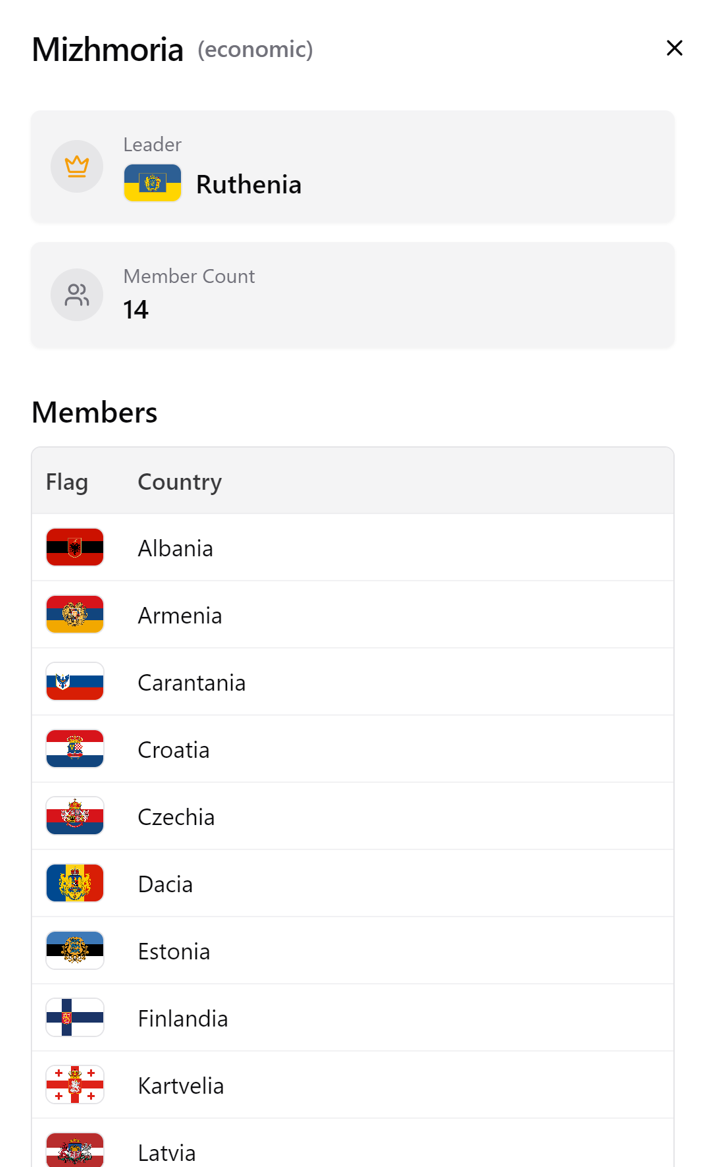 Mizhmoria (economic)
Leader
Ruthenia
Member Count
14
Members
Flag Country
Albania
Armenia
Carantania
Croatia
Czechia
Dacia
Estonia
Finlandia
Kartvelia
Latvia